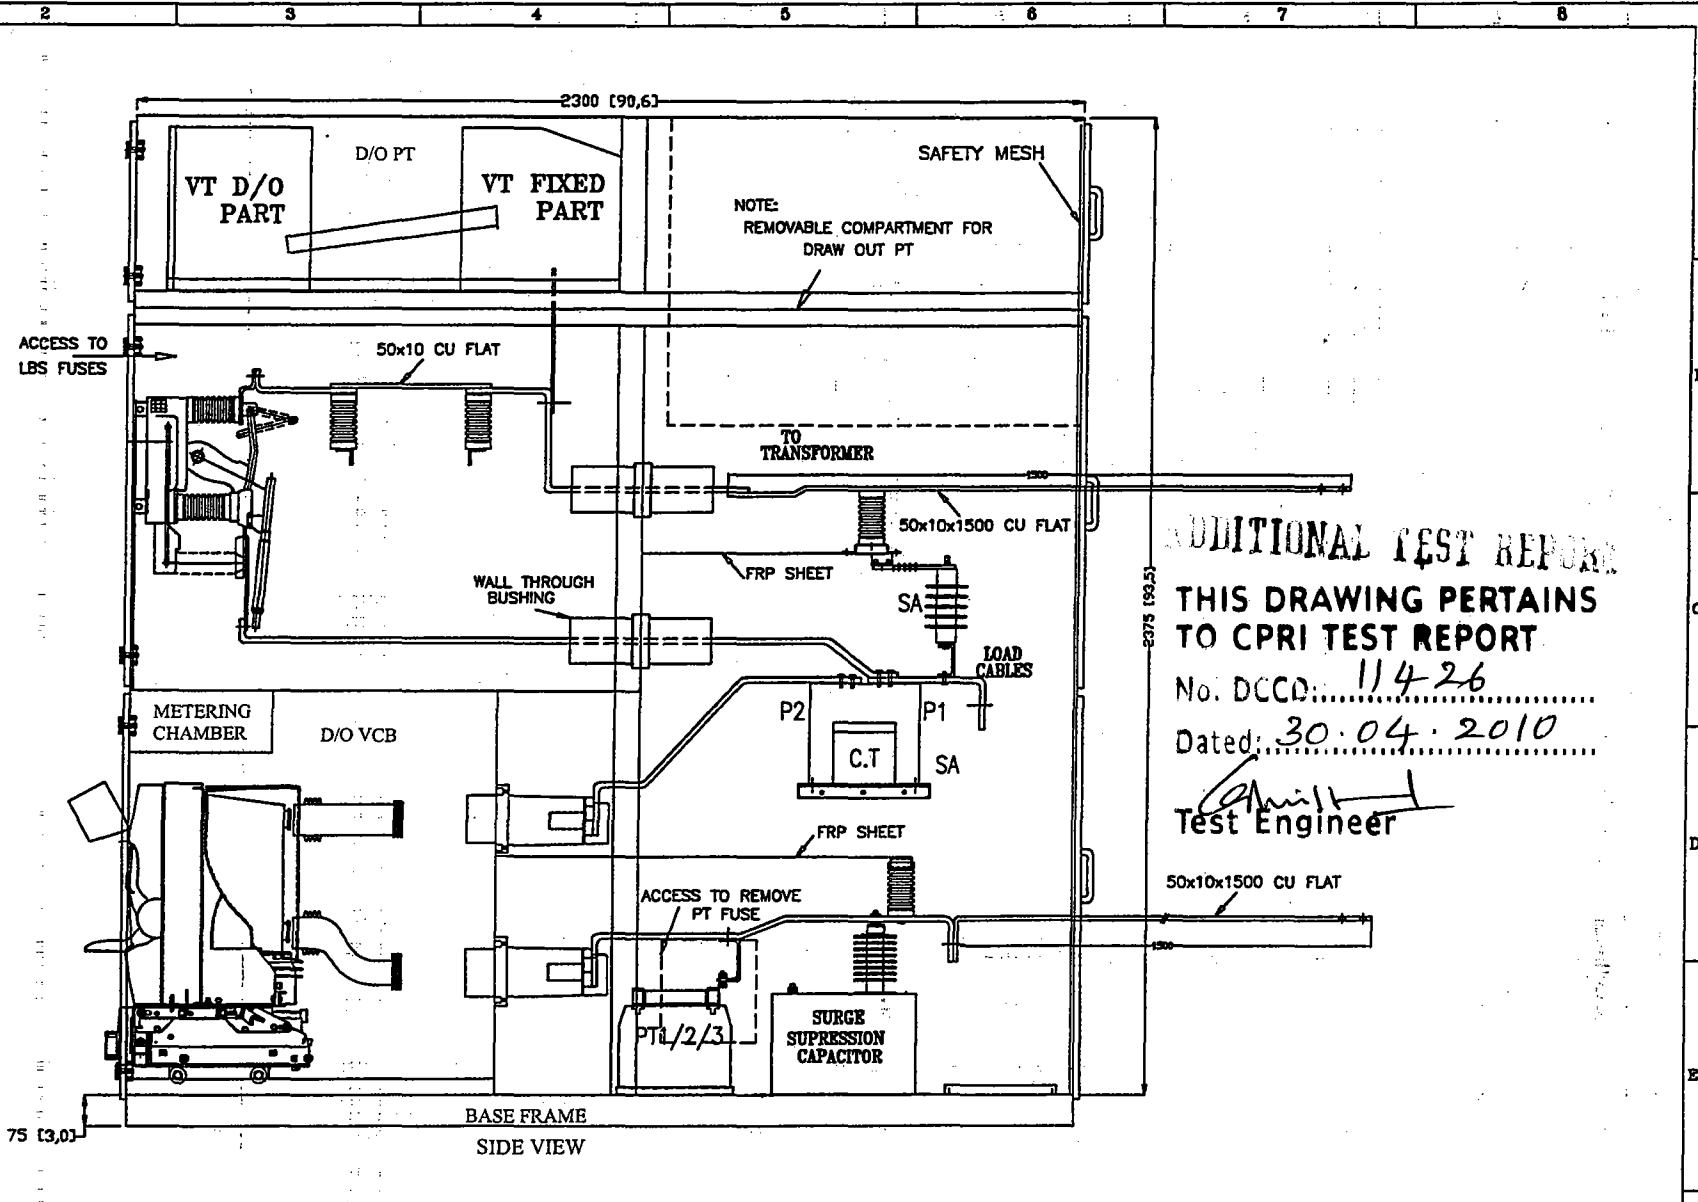 2 3 4 5 6 7 8
2300 [90,6]
D/O PT
VT D/O
PART
VT FIXED
PART
SAFETY MESH
NOTE:
REMOVABLE COMPARTMENT FOR
DRAW OUT PT
ACCESS TO
LBS FUSES
50x10 CU FLAT
TO
TRANSFORMER
1500
50x10x1500 CU FLAT
FRP SHEET
WALL THROUGH
BUSHING
SA
LOAD
CABLES
2375 [93,5]
ADDITIONAL TEST REPORT
THIS DRAWING PERTAINS
TO CPRI TEST REPORT
No. DCCD: 11426
Dated: 30.04.2010
Test Engineer
METERING
CHAMBER
D/O VCB
P2
P1
C.T
SA
FRP SHEET
ACCESS TO REMOVE
PT FUSE
50x10x1500 CU FLAT
1500
PT1/2/3
SURGE
SUPRESSION
CAPACITOR
C
D
E
BASE FRAME
75 [3,0]
SIDE VIEW